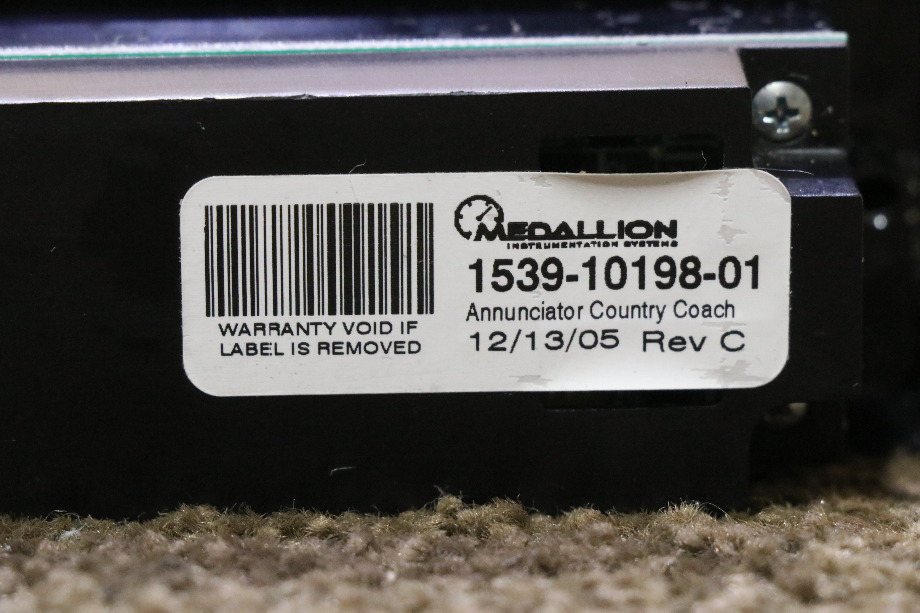 WARRANTY VOID IF
LABEL IS REMOVED
MEDALLION
INSTRUMENTATION SYSTEMS
1539-10198-01
Annunciator Country Coach
12/13/05 Rev C